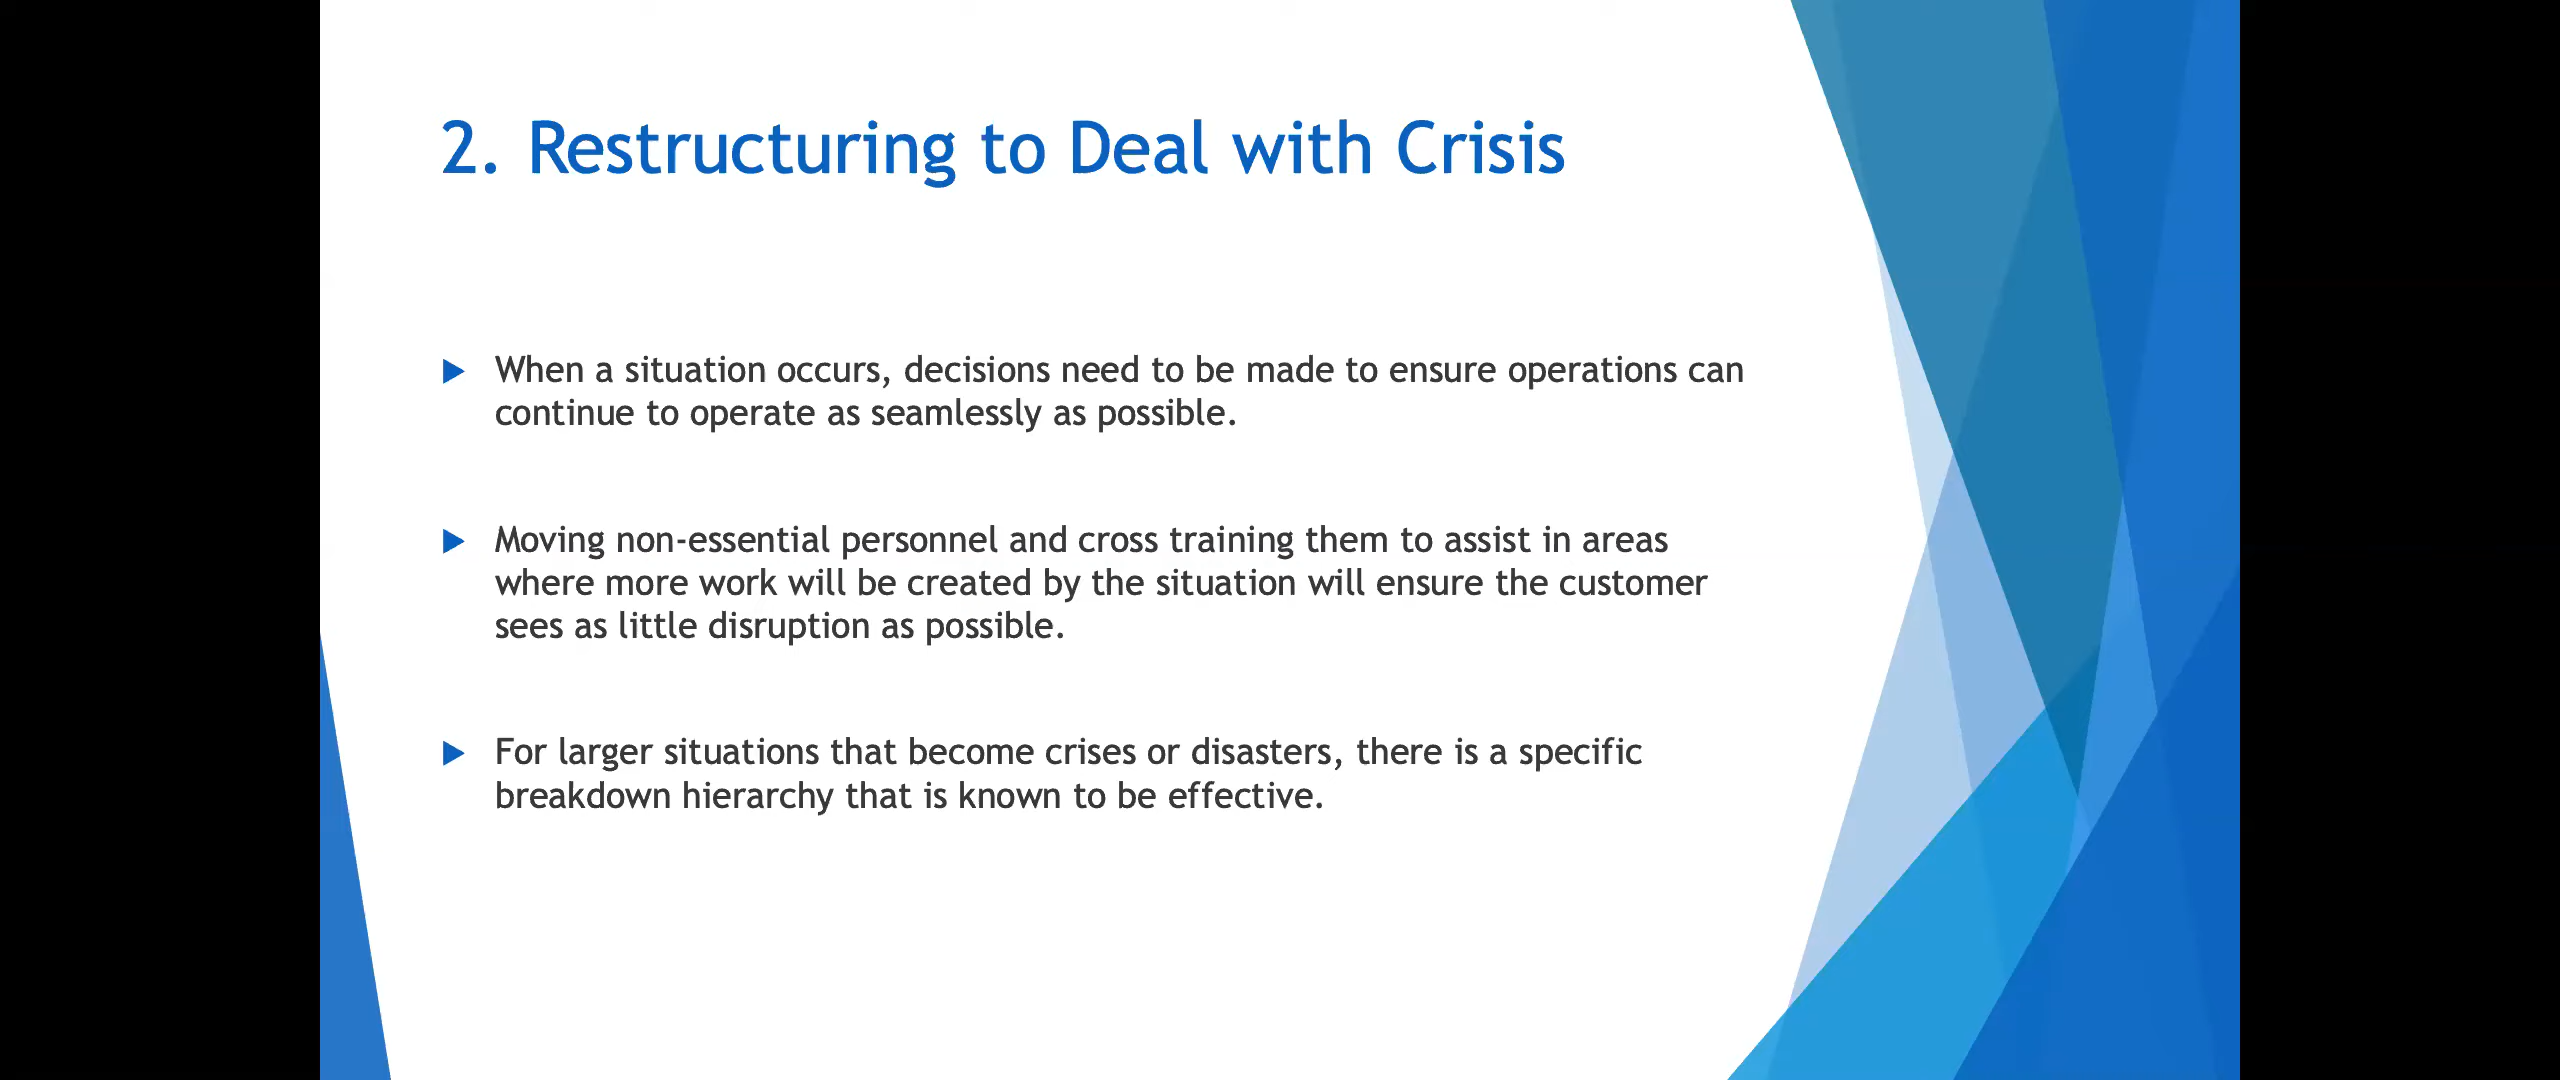 2. Restructuring to Deal with Crisis
When a situation occurs, decisions need to be made to ensure operations can
continue to operate as seamlessly as possible.
Moving non-essential personnel and cross training them to assist in areas
where more work will be created by the situation will ensure the customer
sees as little disruption as possible.
For larger situations that become crises or disasters, there is a specific
breakdown hierarchy that is known to be effective.